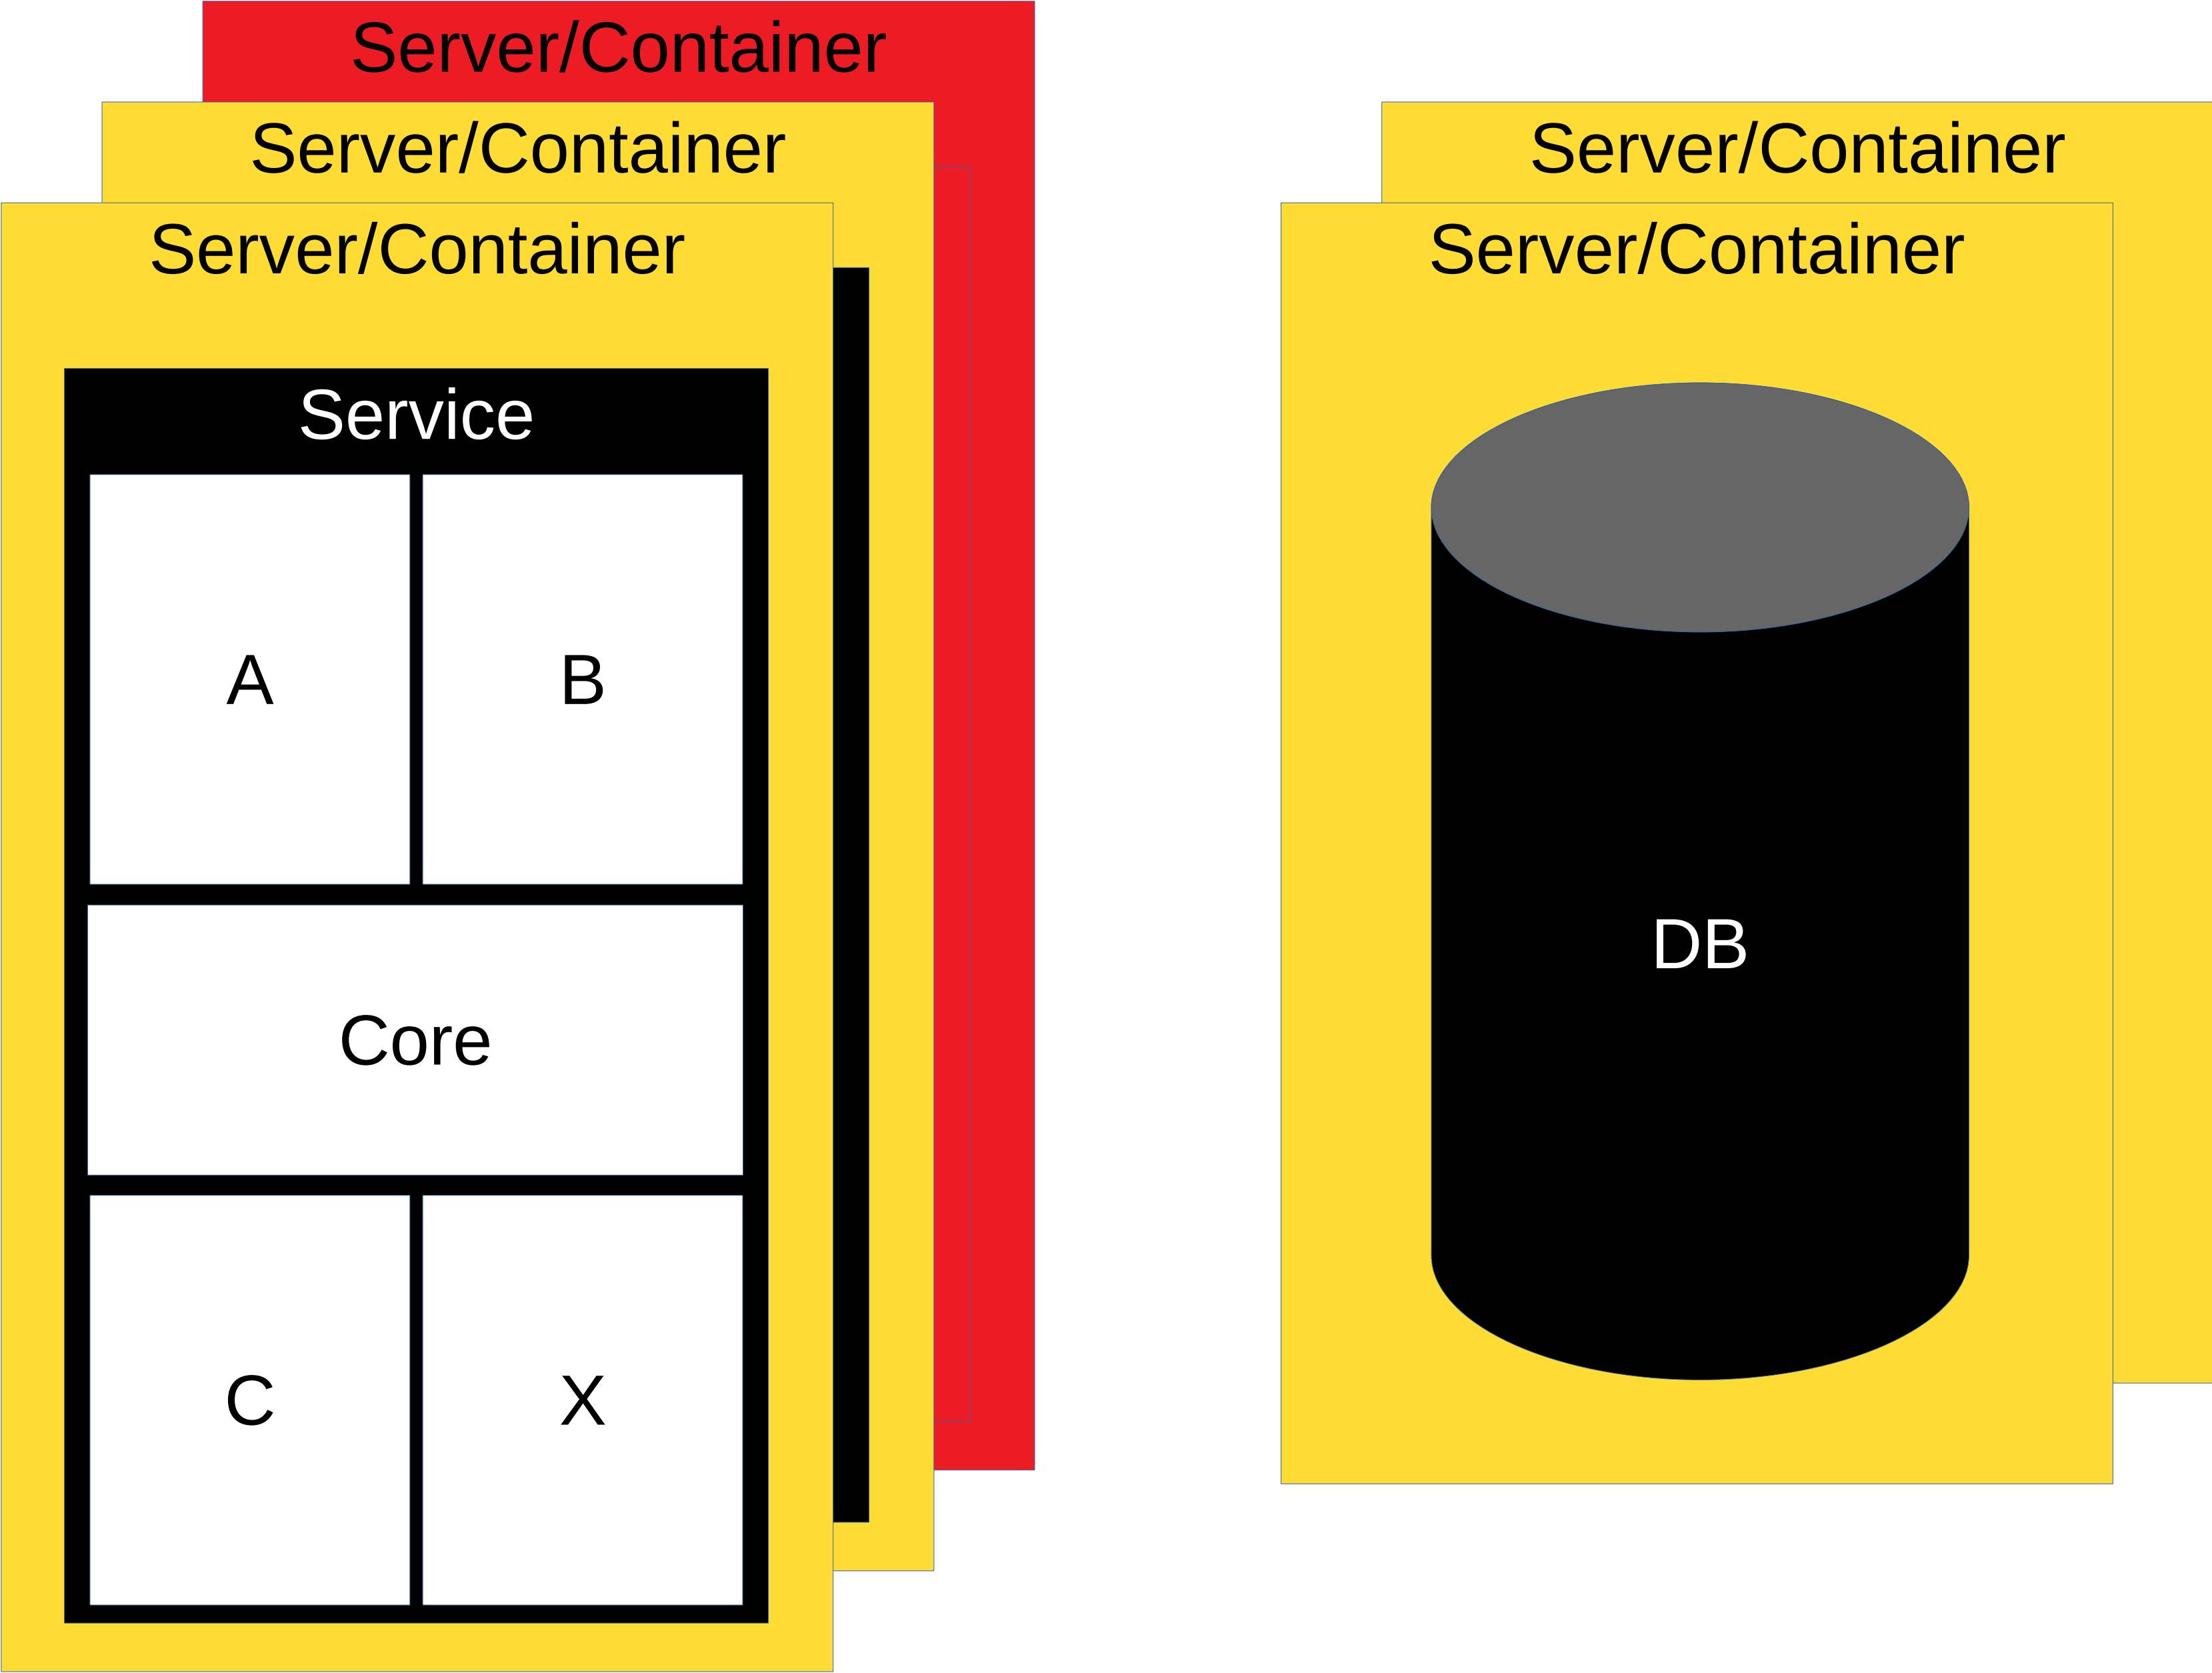 Server/Container
Server/Container
Server/Container
Service
A
B
Core
C
X
Server/Container
Server/Container
DB